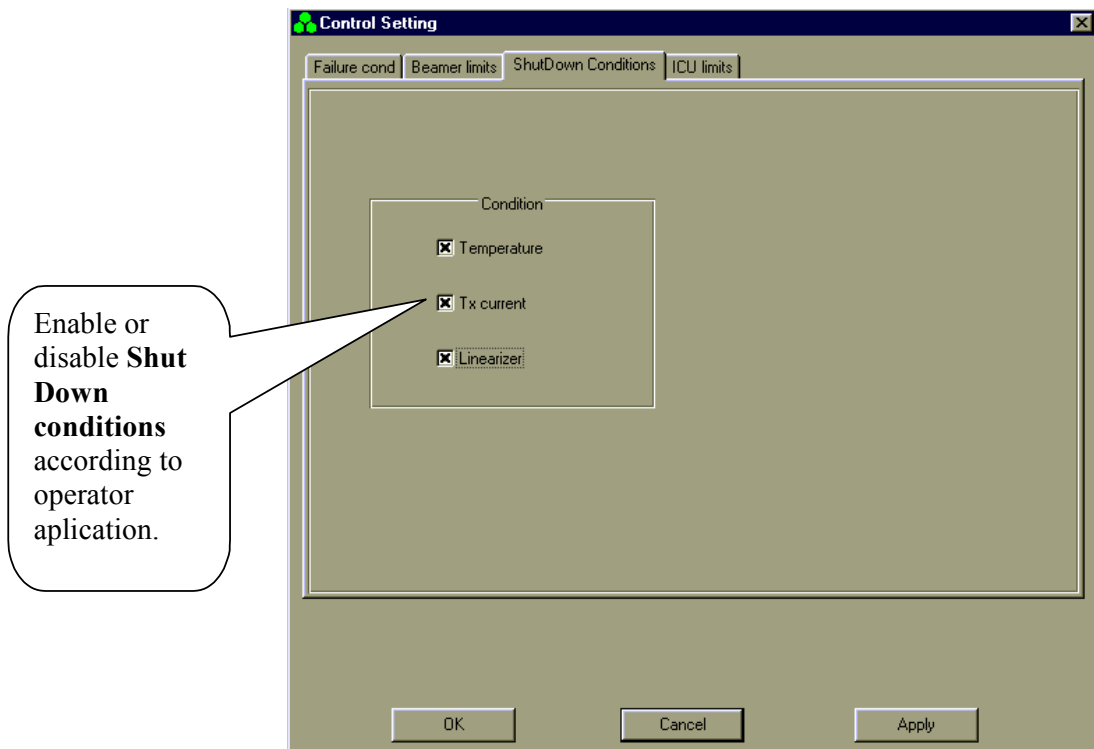 Control Setting
Failure cond Beamer limits ShutDown Conditions ICU limits
Condition
Temperature
Tx current
Linearizer
Enable or
disable Shut
Down
conditions
according to
operator
aplication.
OK Cancel Apply